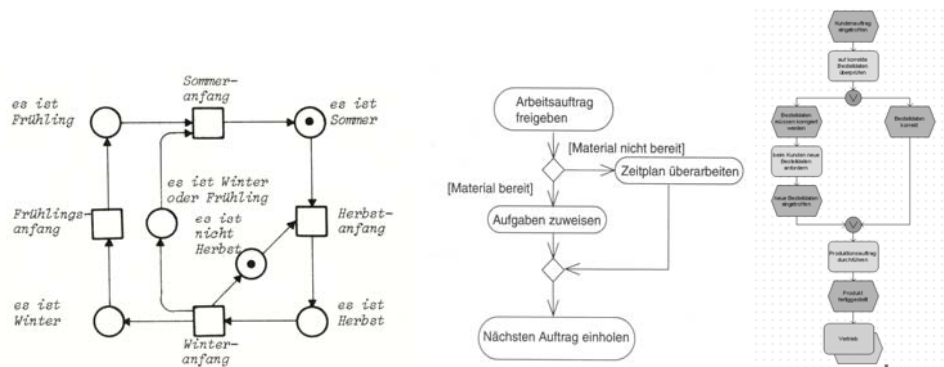 Sommer-
anfang
es ist
Frühling
es ist
Sommer
es ist Winter
oder Frühling
es ist
nicht
Herbst
Frühlings-
anfang
Herbst-
anfang
es ist
Winter
es ist
Herbst
Winter-
anfang
Arbeitsauftrag
freigeben
[Material nicht bereit]
Zeitplan überarbeiten
[Material bereit]
Aufgaben zuweisen
Nächsten Auftrag einholen
Kundenauftrag
eingetroffen
auf korrekte
Bestelldaten
überprüfen
Bestelldaten
müssen korrigiert
werden
Bestelldaten
korrekt
beim Kunden neue
Bestelldaten
anfordern
neue Bestelldaten
eingetroffen
Produktionsauftrag
durchführen
Produkt
fertiggestellt
Vertrieb